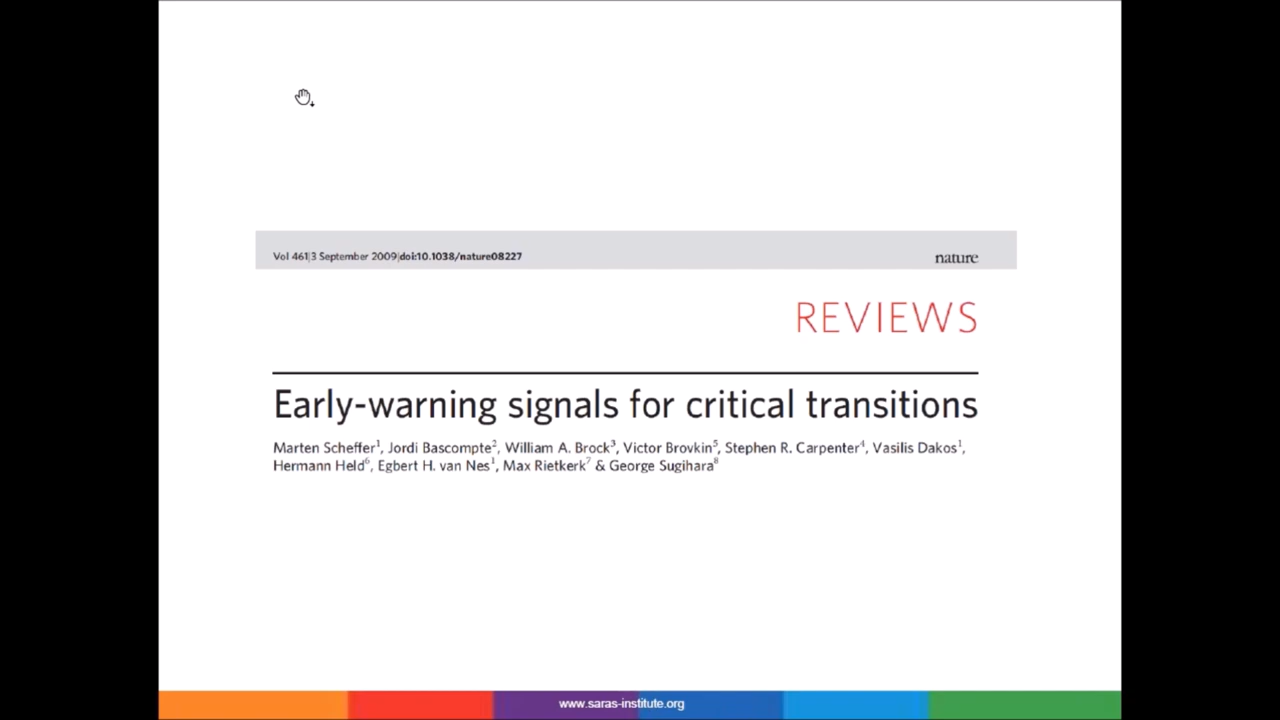 Vol 461|3 September 2009|doi:10.1038/nature08227
nature
REVIEWS
Early-warning signals for critical transitions
Marten Scheffer¹, Jordi Bascompte², William A. Brock³, Victor Brovkin⁵, Stephen R. Carpenter⁴, Vasilis Dakos¹,
Hermann Held⁶, Egbert H. van Nes¹, Max Rietkerk⁷ & George Sugihara⁸
www.saras-institute.org